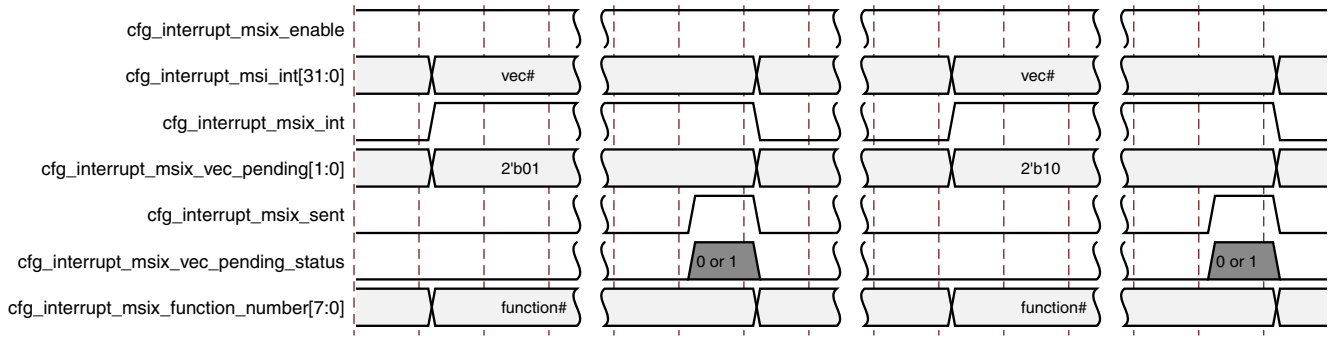 cfg_interrupt_msix_enable
cfg_interrupt_msi_int[31:0] vec# vec#
cfg_interrupt_msix_int
cfg_interrupt_msix_vec_pending[1:0] 2'b01 2'b10
cfg_interrupt_msix_sent
cfg_interrupt_msix_vec_pending_status 0 or 1 0 or 1
cfg_interrupt_msix_function_number[7:0] function# function#